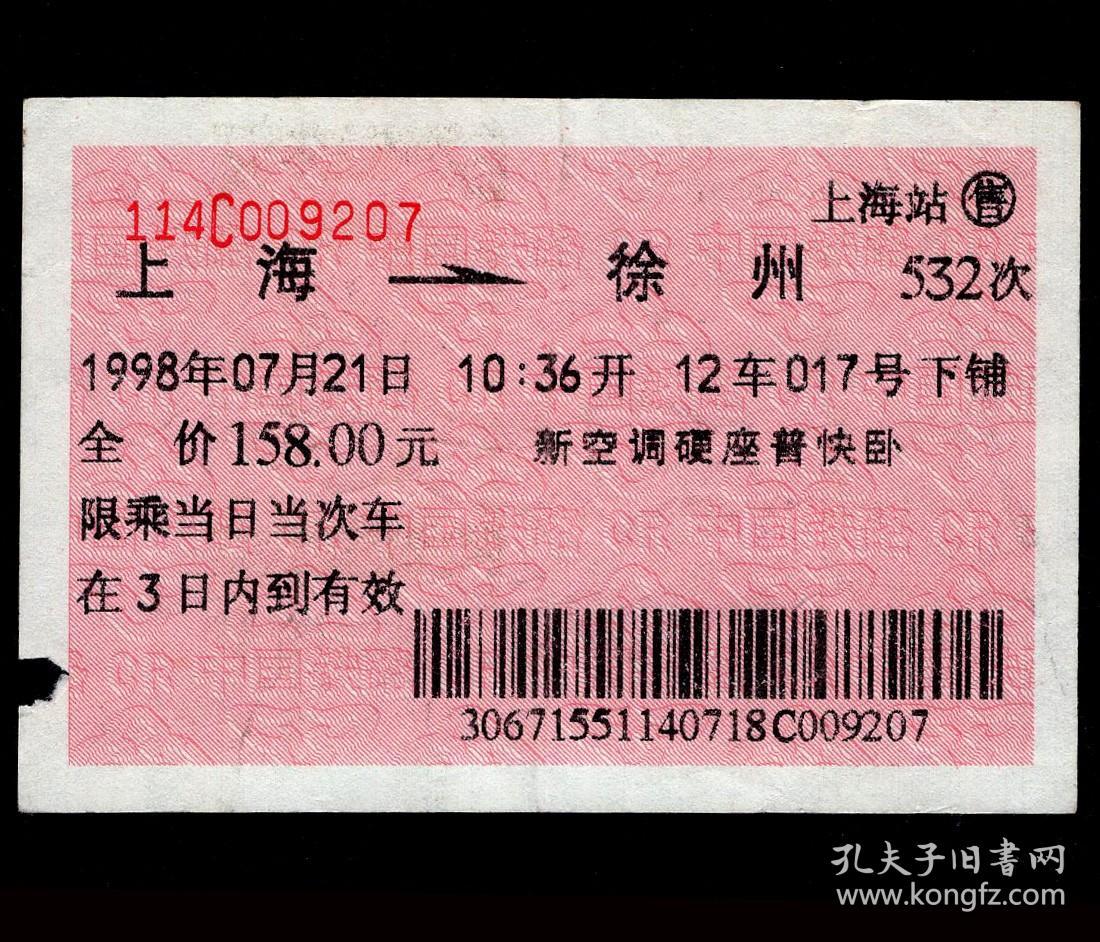 114C009207
上海站 售
上海 徐州 532次
1998年07月21日 10:36开 12车017号下铺
全 价158.00元 新空调硬座普快卧
限乘当日当次车
在3日内到有效
30671551140718C009207
孔夫子旧书网
www.kongfz.com